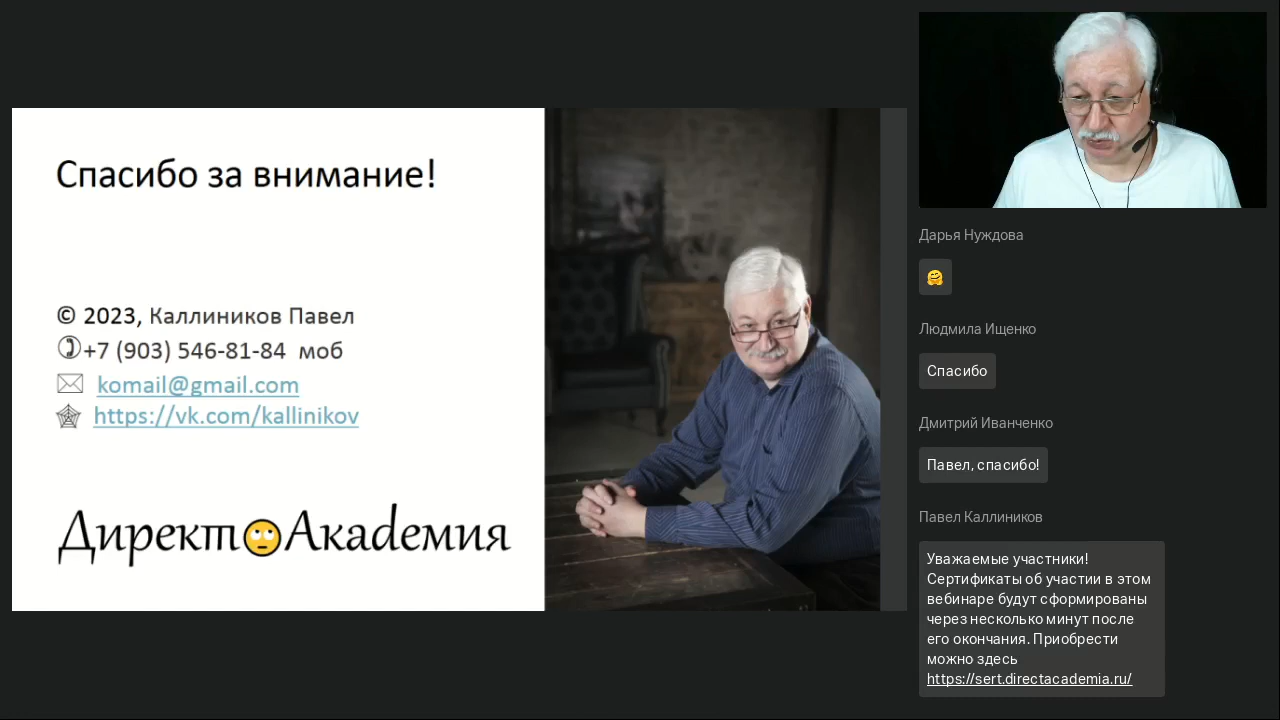 Спасибо за внимание!
© 2023, Каллиников Павел
+7 (903) 546-81-84 моб
komail@gmail.com
https://vk.com/kallinikov
Директ Академия
Дарья Нуждова
Людмила Ищенко
Спасибо
Дмитрий Иванченко
Павел, спасибо!
Павел Каллиников
Уважаемые участники!
Сертификаты об участии в этом
вебинаре будут сформированы
через несколько минут после
его окончания. Приобрести
можно здесь
https://sert.directacademia.ru/